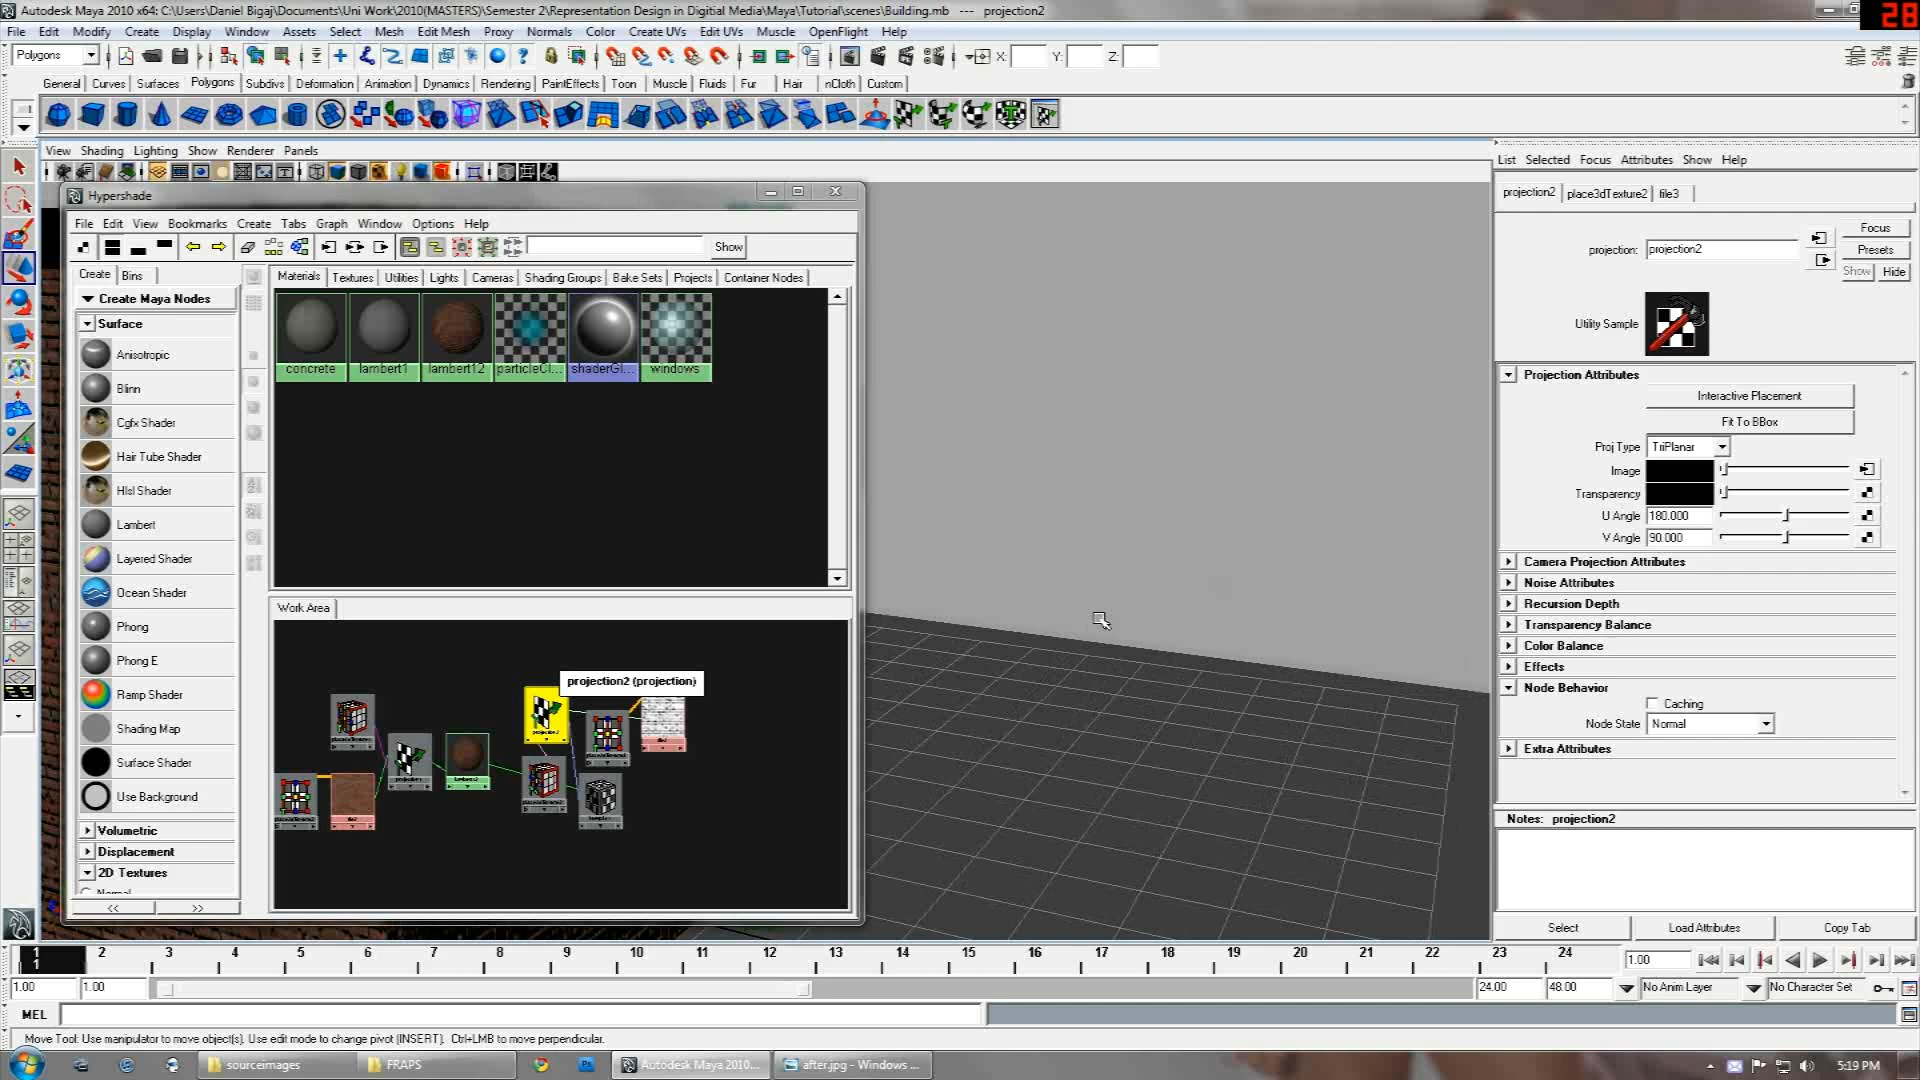 Autodesk Maya 2010 x64: C:\Users\Daniel Bigaj\Documents\Uni Work\2010(MASTERS)\Semester 2\Representation Design in Digitial Media\Maya\Tutorial\scenes\Building.mb --- projection2
28
File Edit Modify Create Display Window Assets Select Mesh Edit Mesh Proxy Normals Color Create UVs Edit UVs Muscle OpenFlight Help
Polygons X: Y: Z:
General Curves Surfaces Polygons Subdivs Deformation Animation Dynamics Rendering PaintEffects Toon Muscle Fluids Fur Hair nCloth Custom
View Shading Lighting Show Renderer Panels
Hypershade
File Edit View Bookmarks Create Tabs Graph Window Options Help
Show
Create Bins
Create Maya Nodes
Surface
Anisotropic
Blinn
Cgfx Shader
Hair Tube Shader
Hlsl Shader
Lambert
Layered Shader
Ocean Shader
Phong
Phong E
Ramp Shader
Shading Map
Surface Shader
Use Background
Volumetric
Displacement
2D Textures
Normal
<< >>
Materials Textures Utilities Lights Cameras Shading Groups Bake Sets Projects Container Nodes
concrete lambert1 lambert12 particleCl... shaderGl... windows
Work Area
projection2 (projection)
List Selected Focus Attributes Show Help
projection2 place3dTexture2 file3
projection: projection2
Focus
Presets
Show Hide
Utility Sample
Projection Attributes
Interactive Placement
Fit To BBox
Proj Type TriPlanar
Image
Transparency
U Angle 180.000
V Angle 90.000
Camera Projection Attributes
Noise Attributes
Recursion Depth
Transparency Balance
Color Balance
Effects
Node Behavior
Caching
Node State Normal
Extra Attributes
Notes: projection2
Select Load Attributes Copy Tab
1 2 3 4 5 6 7 8 9 10 11 12 13 14 15 16 17 18 19 20 21 22 23 24
1
1.00
1.00 1.00 24.00 48.00 No Anim Layer No Character Set
MEL
Move Tool: Use manipulator to move object(s). Use edit mode to change pivot (INSERT). Ctrl+LMB to move perpendicular.
sourceimages FRAPS Autodesk Maya 2010... after.jpg - Windows ... 5:19 PM